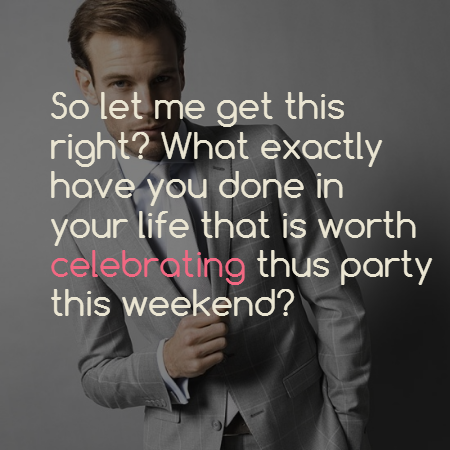 So let me get this
right? What exactly
have you done in
your life that is worth
celebrating thus party
this weekend?